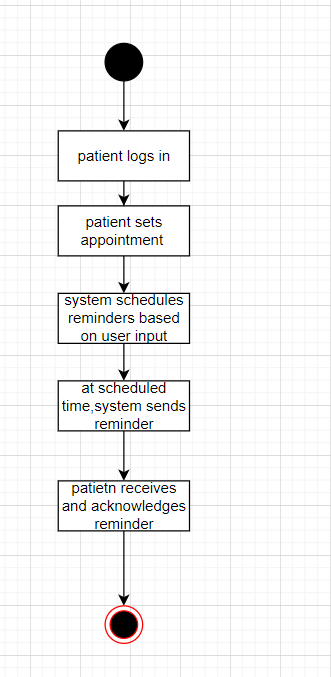 patient logs in
patient sets
appointment
system schedules
reminders based
on user input
at scheduled
time,system sends
reminder
patietn receives
and acknowledges
reminder